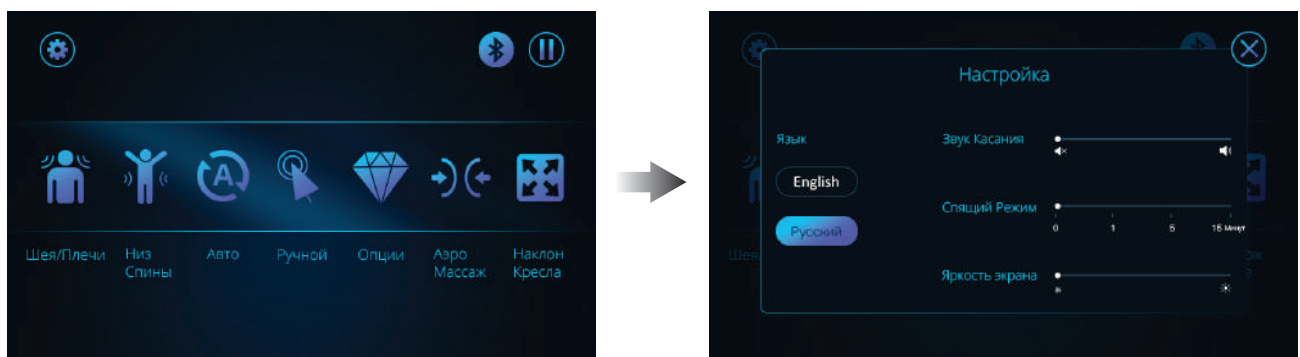 Шея/Плечи
Низ
Спины
Авто
Ручной
Опции
Аэро
Массаж
Наклон
Кресла
Настройка
Язык
English
Русский
Звук Касания
Спящий Режим
0 1 5 15 Минут
Яркость экрана